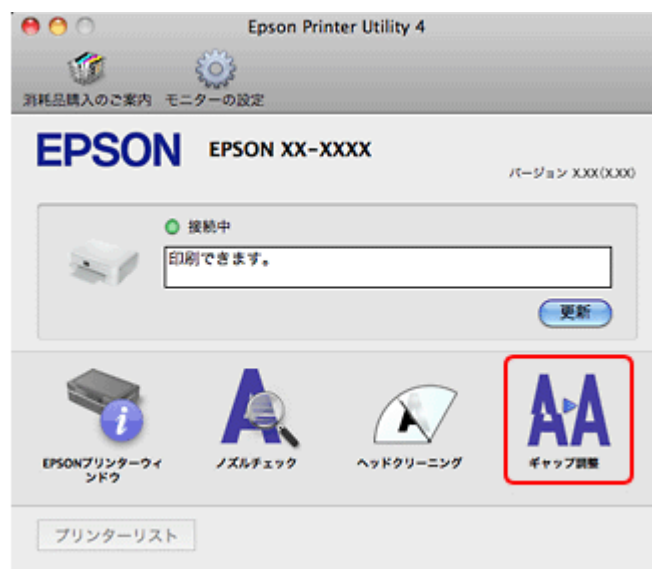 Epson Printer Utility 4
消耗品購入のご案内 モニターの設定
EPSON EPSON XX-XXXX
バージョン X.XX(X.XX)
接続中
印刷できます。
更新
EPSONプリンターウィ
ンドウ
ノズルチェック
ヘッドクリーニング
ギャップ調整
プリンターリスト